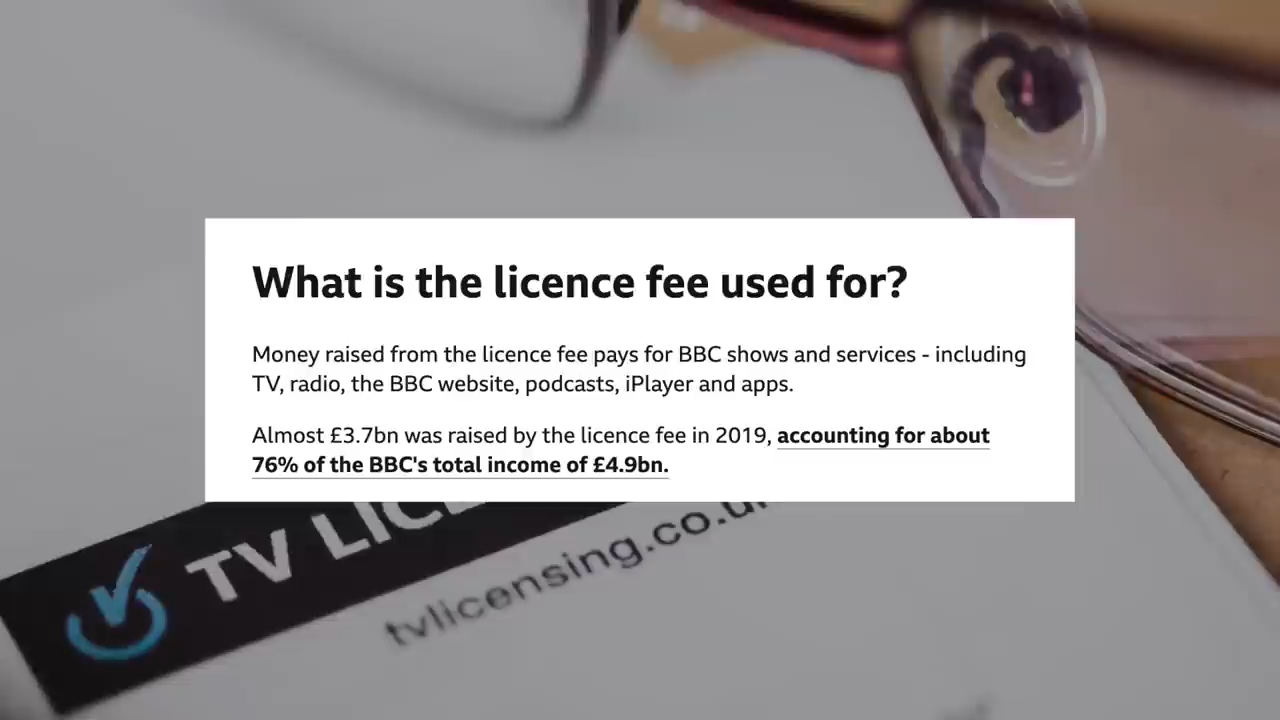 What is the licence fee used for?
Money raised from the licence fee pays for BBC shows and services - including
TV, radio, the BBC website, podcasts, iPlayer and apps.
Almost £3.7bn was raised by the licence fee in 2019, accounting for about
76% of the BBC's total income of £4.9bn.
TV LICE
tvlicensing.co.u